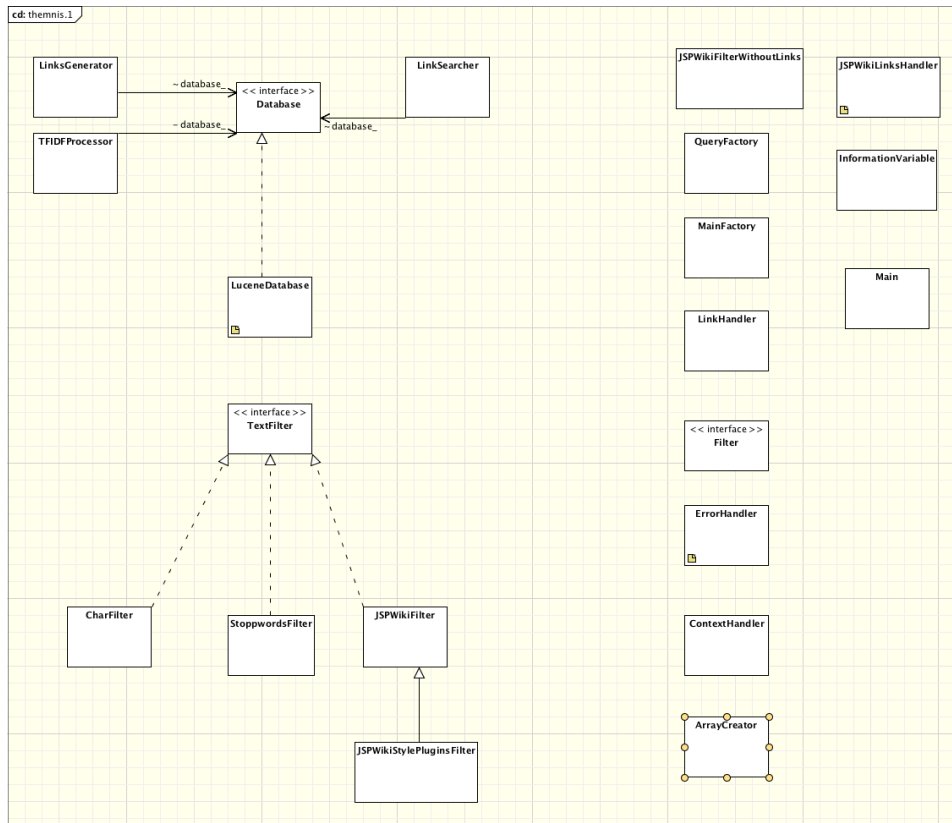 cd: themnis.1
LinksGenerator
~ database_
<< interface >>
Database
LinkSearcher
~database_
TFIDFProcessor
~ database_
LuceneDatabase
<< interface >>
TextFilter
CharFilter
StoppwordsFilter
JSPWikiFilter
JSPWikiStylePluginsFilter
JSPWikiFilterWithoutLinks
JSPWikiLinksHandler
QueryFactory
InformationVariable
MainFactory
Main
LinkHandler
<< interface >>
Filter
ErrorHandler
ContextHandler
ArrayCreator